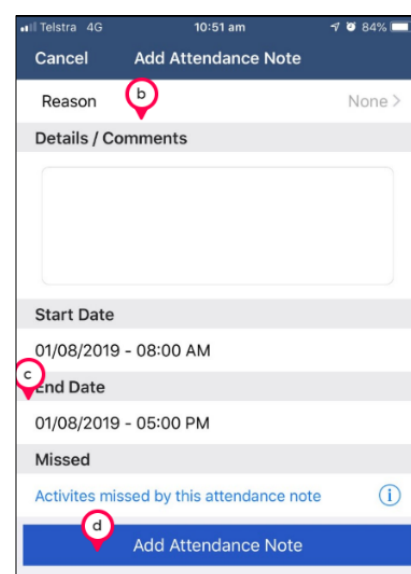 Telstra 4G 10:51 am 84%
Cancel Add Attendance Note
Reason b None >
Details / Comments
Start Date
01/08/2019 - 08:00 AM
c
End Date
01/08/2019 - 05:00 PM
Missed
Activites missed by this attendance note i
d
Add Attendance Note